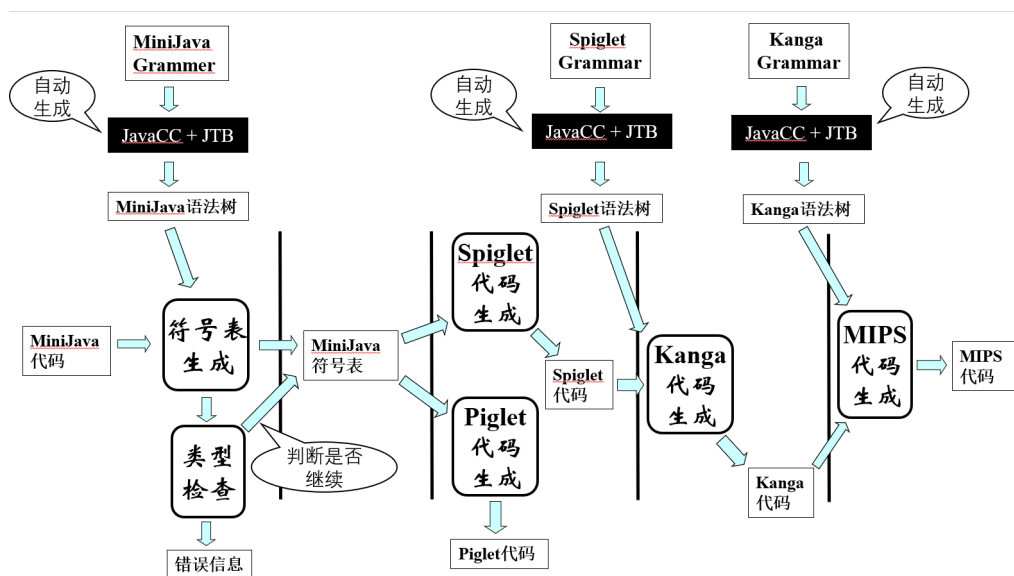 MiniJava
Grammer
Spiglet
Grammar
Kanga
Grammar
自动
生成
自动
生成
自动
生成
JavaCC + JTB
JavaCC + JTB
JavaCC + JTB
MiniJava语法树
Spiglet语法树
Kanga语法树
MiniJava
代码
符号表
生成
MiniJava
符号表
Spiglet
代码
生成
Spiglet
代码
Kanga
代码
生成
MIPS
代码
生成
MIPS
代码
类型
检查
判断是否
继续
Piglet
代码
生成
Kanga
代码
错误信息
Piglet代码